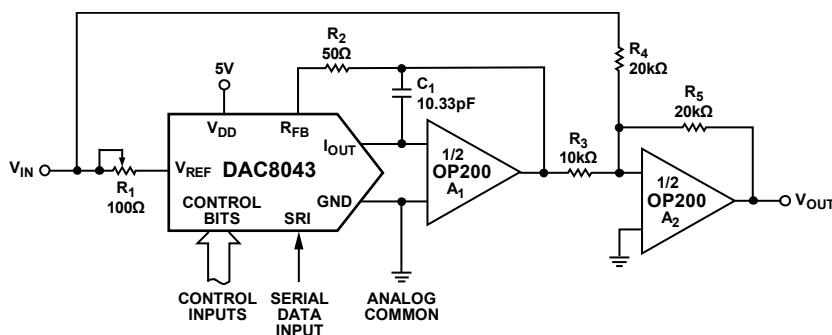 R4
20kΩ
R2
50Ω
R5
20kΩ
5V
C1
10.33pF
VDD
RFB
IOUT
R3
10kΩ
1/2
OP200
A1
VIN
VREF
DAC8043
R1
100Ω
GND
1/2
OP200
A2
VOUT
CONTROL
BITS
SRI
CONTROL
INPUTS
SERIAL
DATA
INPUT
ANALOG
COMMON